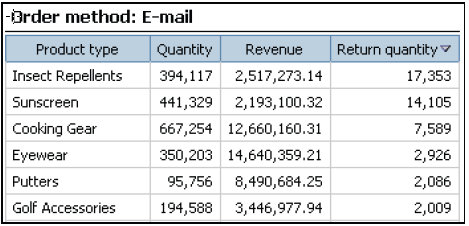 Order method: E-mail
Product type Quantity Revenue Return quantity
Insect Repellents 394,117 2,517,273.14 17,353
Sunscreen 441,329 2,193,100.32 14,105
Cooking Gear 667,254 12,660,160.31 7,589
Eyewear 350,203 14,640,359.21 2,926
Putters 95,756 8,490,684.25 2,086
Golf Accessories 194,588 3,446,977.94 2,009